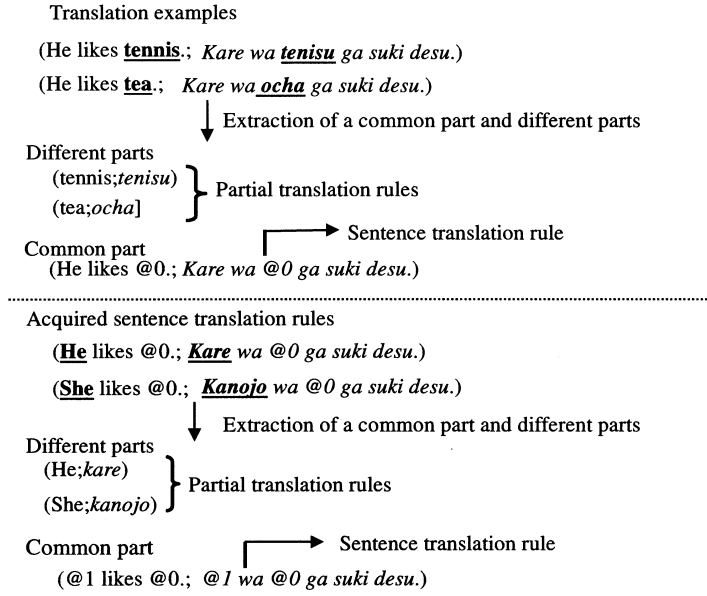 Translation examples
(He likes tennis.; Kare wa tenisu ga suki desu.)
(He likes tea.; Kare wa ocha ga suki desu.)
Extraction of a common part and different parts
Different parts
(tennis;tenisu)
Partial translation rules
(tea;ocha]
Sentence translation rule
Common part
(He likes @0.; Kare wa @0 ga suki desu.)
Acquired sentence translation rules
(He likes @0.; Kare wa @0 ga suki desu.)
(She likes @0.; Kanojo wa @0 ga suki desu.)
Extraction of a common part and different parts
Different parts
(He;kare)
Partial translation rules
(She;kanojo)
Sentence translation rule
Common part
(@1 likes @0.; @1 wa @0 ga suki desu.)